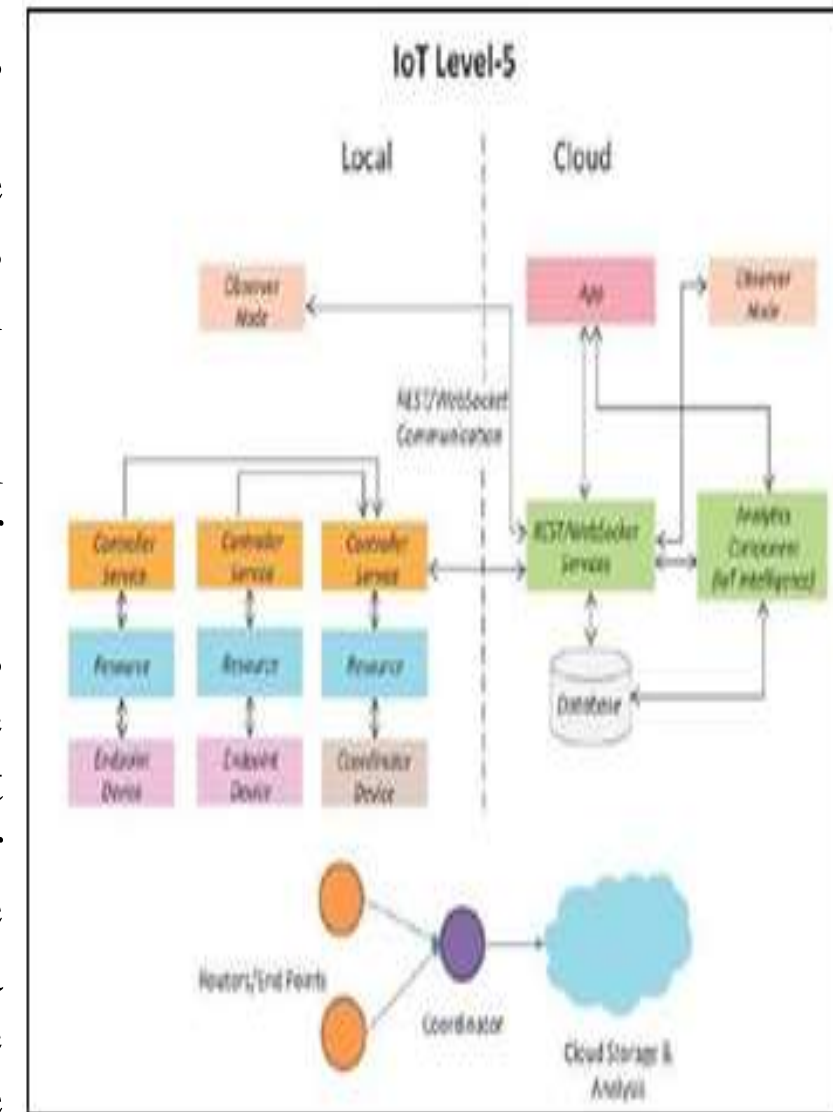 IoT Level-5
Local
Cloud
Observer
Node
App
Observer
Node
REST/WebSocket
Communication
Controller
Service
Controller
Service
Controller
Service
REST/WebSocket
Services
Analytics
Component
(IoT Intelligence)
Resource
Resource
Resource
Database
Endpoint
Device
Endpoint
Device
Coordinator
Device
Routers/End Points
Coordinator
Cloud Storage &
Analysis